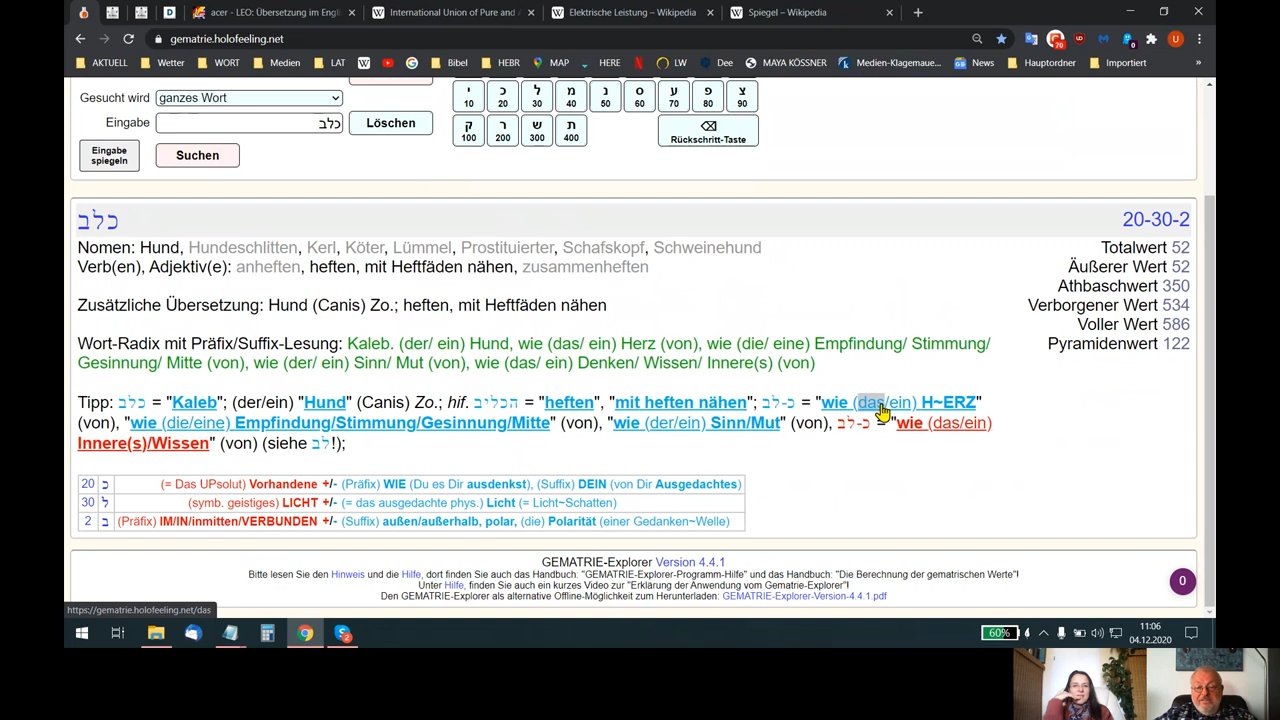 acer - LEO: Übersetzung im Engl
International Union of Pure and A
Elektrische Leistung – Wikipedia
Spiegel – Wikipedia
gematrie.holofeeling.net
AKTUELL Wetter WORT Medien LAT Bibel HEBR MAP HERE LW Dee MAYA KÖSSNER Medien-Klagemaue... News Hauptordner Importiert »
Gesucht wird ganzes Wort
Eingabe כלב Löschen
Eingabe spiegeln Suchen
י כ ל מ נ ס ע פ צ
10 20 30 40 50 60 70 80 90
ק ר ש ת
100 200 300 400 Rückschritt-Taste
כלב 20-30-2
Nomen: Hund, Hundeschlitten, Kerl, Köter, Lümmel, Prostituierter, Schafskopf, Schweinehund
Verb(en), Adjektiv(e): anheften, heften, mit Heftfäden nähen, zusammenheften
Zusätzliche Übersetzung: Hund (Canis) Zo.; heften, mit Heftfäden nähen
Wort-Radix mit Präfix/Suffix-Lesung: Kaleb. (der/ ein) Hund, wie (das/ ein) Herz (von), wie (die/ eine) Empfindung/ Stimmung/
Gesinnung/ Mitte (von), wie (der/ ein) Sinn/ Mut (von), wie (das/ ein) Denken/ Wissen/ Innere(s) (von)
Totalwert 52
Äußerer Wert 52
Athbaschwert 350
Verborgener Wert 534
Voller Wert 586
Pyramidenwert 122
Tipp: כלב = "Kaleb"; (der/ein) "Hund" (Canis) Zo.; hif. הכליב = "heften", "mit heften nähen"; כ-לב = "wie (das/ein) H~ERZ"
(von), "wie (die/eine) Empfindung/Stimmung/Gesinnung/Mitte" (von), "wie (der/ein) Sinn/Mut" (von), כ-לב = "wie (das/ein)
Innere(s)/Wissen" (von) (siehe לב!);
20 כ (= Das UPsolut) Vorhandene +/- (Präfix) WIE (Du es Dir ausdenkst), (Suffix) DEIN (von Dir Ausgedachtes)
30 ל (symb. geistiges) LICHT +/- (= das ausgedachte phys.) Licht (= Licht~Schatten)
2 ב (Präfix) IM/IN/inmitten/VERBUNDEN +/- (Suffix) außen/außerhalb, polar, (die) Polarität (einer Gedanken~Welle)
GEMATRIE-Explorer Version 4.4.1
Bitte lesen Sie den Hinweis und die Hilfe, dort finden Sie auch das Handbuch: "GEMATRIE-Explorer-Programm-Hilfe" und das Handbuch: "Die Berechnung der gematrischen Werte"!
Unter Hilfe, finden Sie auch ein kurzes Video zur "Erklärung der Anwendung vom Gematrie-Explorer"!
Den GEMATRIE-Explorer als alternative Offline-Möglichkeit zum Herunterladen: GEMATRIE-Explorer-Version-4.4.1.pdf
0
https://gematrie.holofeeling.net/das
60% 11:06
04.12.2020